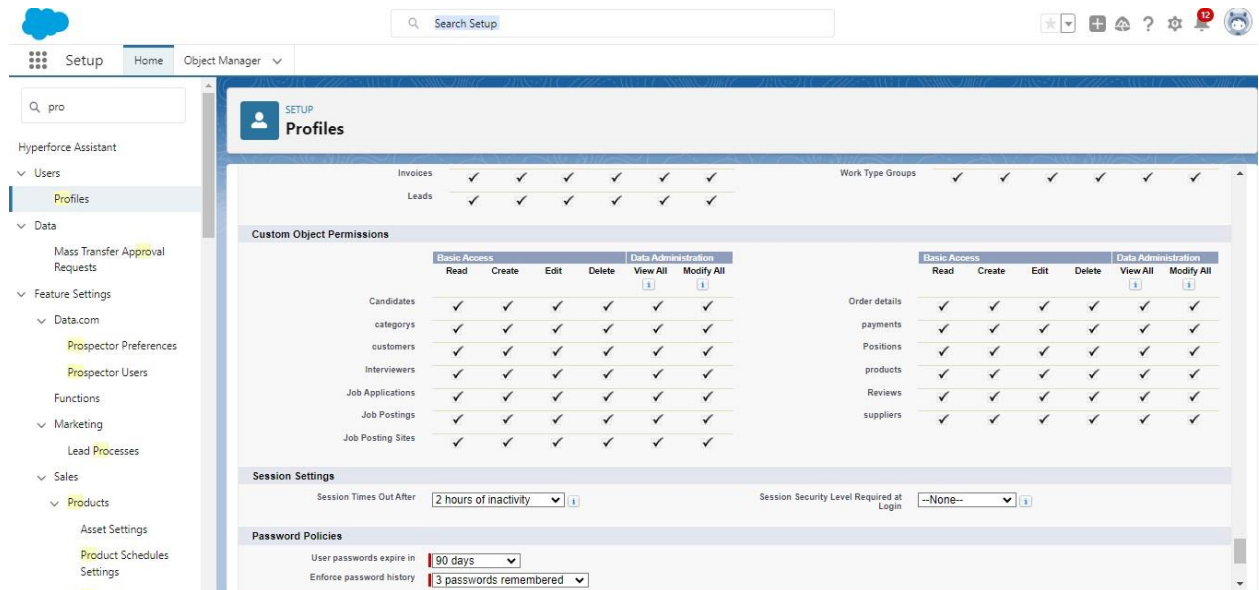 Search Setup
12
Setup
Home
Object Manager
pro
Hyperforce Assistant
Users
Profiles
Data
Mass Transfer Approval
Requests
Feature Settings
Data.com
Prospector Preferences
Prospector Users
Functions
Marketing
Lead Processes
Sales
Products
Asset Settings
Product Schedules
Settings
SETUP
Profiles
Invoices
Work Type Groups
Leads
Custom Object Permissions
Basic Access Data Administration
Read Create Edit Delete View All Modify All
i i
Basic Access Data Administration
Read Create Edit Delete View All Modify All
i i
Candidates
Order details
categorys
payments
customers
Positions
Interviewers
products
Job Applications
Reviews
Job Postings
suppliers
Job Posting Sites
Session Settings
Session Times Out After 2 hours of inactivity i
Session Security Level Required at
Login --None-- i
Password Policies
User passwords expire in 90 days
Enforce password history 3 passwords remembered